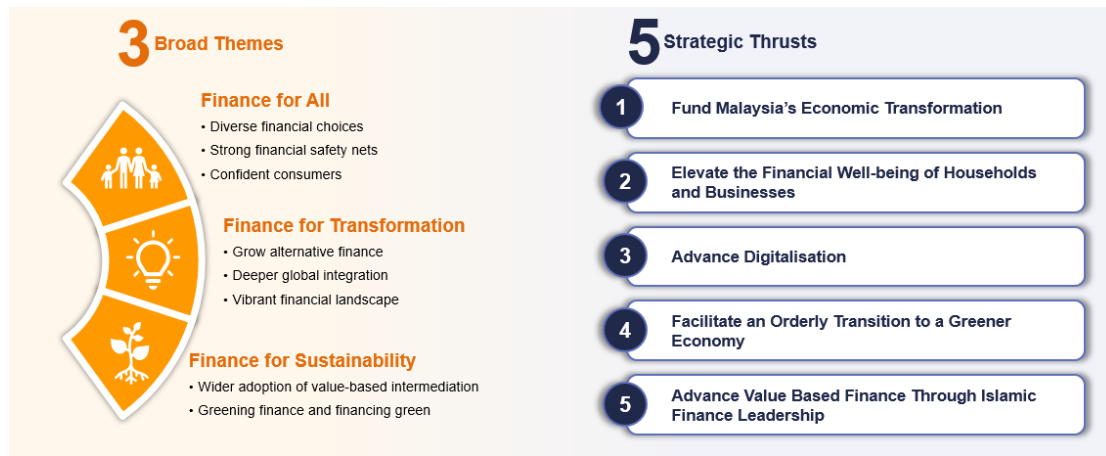 3 Broad Themes
Finance for All
• Diverse financial choices
• Strong financial safety nets
• Confident consumers
Finance for Transformation
• Grow alternative finance
• Deeper global integration
• Vibrant financial landscape
Finance for Sustainability
• Wider adoption of value-based intermediation
• Greening finance and financing green
5 Strategic Thrusts
1 Fund Malaysia's Economic Transformation
2 Elevate the Financial Well-being of Households
and Businesses
3 Advance Digitalisation
4 Facilitate an Orderly Transition to a Greener
Economy
5 Advance Value Based Finance Through Islamic
Finance Leadership